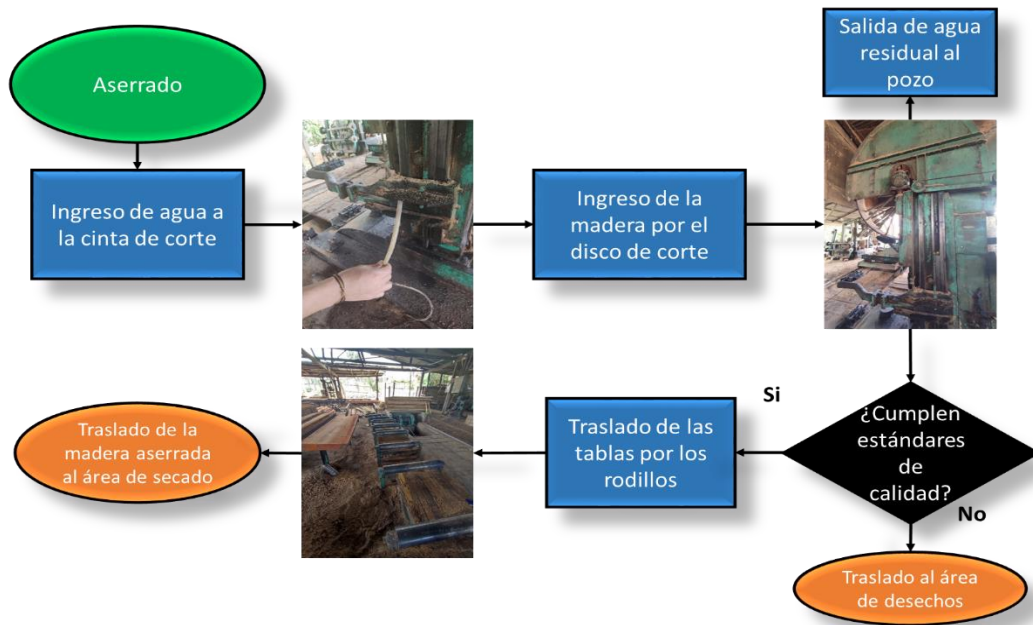 Aserrado
Ingreso de agua a
la cinta de corte
Ingreso de la
madera por el
disco de corte
Salida de agua
residual al
pozo
¿Cumplen
estándares
de
calidad?
Si
No
Traslado de las
tablas por los
rodillos
Traslado de la
madera aserrada
al área de secado
Traslado al área
de desechos